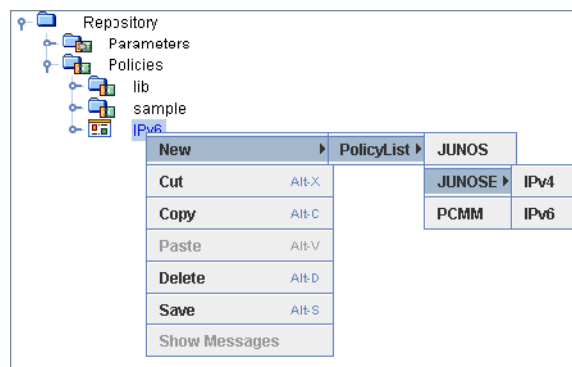 Repository
Parameters
Policies
lib
sample
IPv6
New PolicyList JUNOS
Cut Alt-X JUNOSE IPv4
Copy Alt-C PCMM IPv6
Paste Alt-V
Delete Alt-D
Save Alt-S
Show Messages